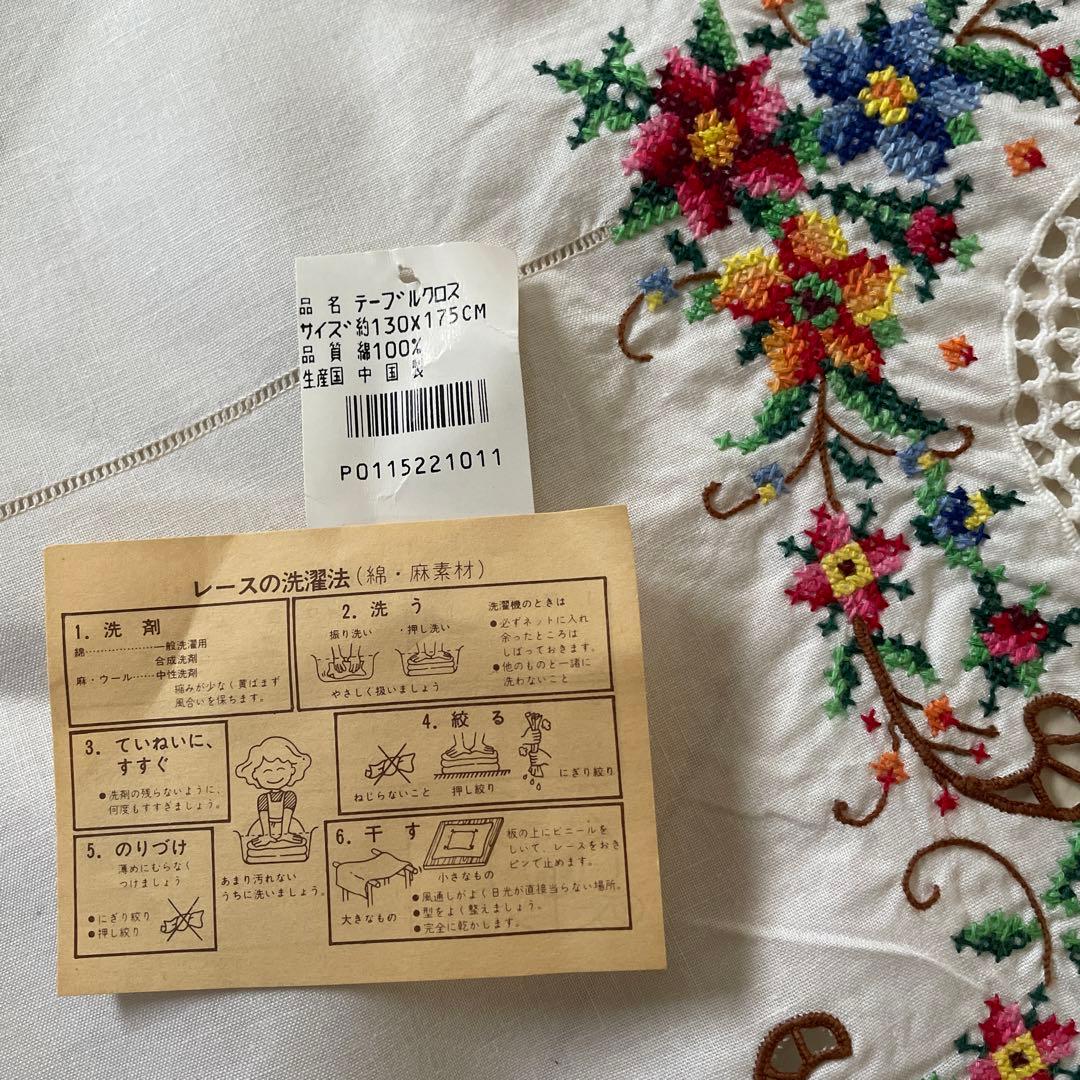 品 名 テーブルクロス
サイズ 約130X175CM
品 質 綿100%
生産国 中 国 製
P0115221011
レースの洗濯法(綿・麻素材)
1. 洗 剤
綿…………………一般洗濯用
合成洗剤
麻・ウール……中性洗剤
縮みが少なく黄ばまず
風合いを保ちます。
2. 洗 う
振り洗い ・押し洗い
やさしく扱いましょう
洗濯機のときは
●必ずネットに入れ
余ったところは
しばっておきます。
●他のものと一諸に
洗わないこと
3. ていねいに、
すすぐ
●洗剤の残らないように、
何度もすすぎましょう。
あまり汚れない
うちに洗いましょう。
4. 絞 る
ねじらないこと 押し絞り
にぎり絞り
5. のりづけ
薄めにむらなく
つけましょう
●にぎり絞り
●押し絞り
6. 干 す
大きなもの
小さなもの
板の上にビニールを
しいて、レースをおき
ピンで止めます。
●風通しがよく日光が直接当らない場所。
●型をよく整えましょう。
●完全に乾かします。